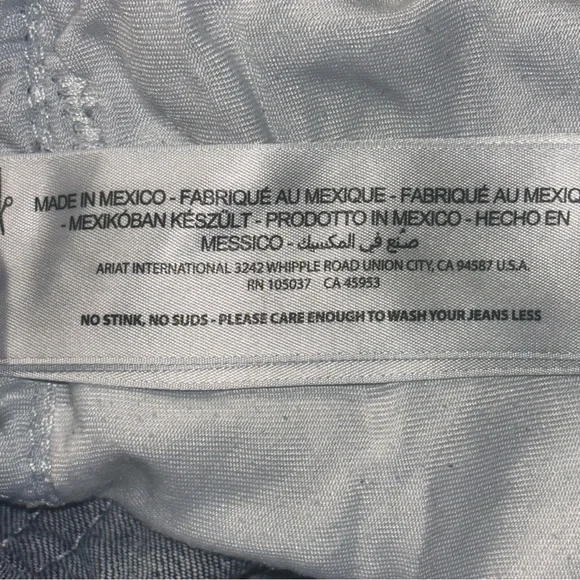 MADE IN MEXICO - FABRIQUÉ AU MEXIQUE - FABRIQUÉ AU MEXIQ
- MEXIKÓBAN KÉSZÜLT - PRODOTTO IN MEXICO - HECHO EN
MESSICO - صُنع في المكسيك
ARIAT INTERNATIONAL 3242 WHIPPLE ROAD UNION CITY, CA 94587 U.S.A.
RN 105037 CA 45953
NO STINK, NO SUDS - PLEASE CARE ENOUGH TO WASH YOUR JEANS LESS